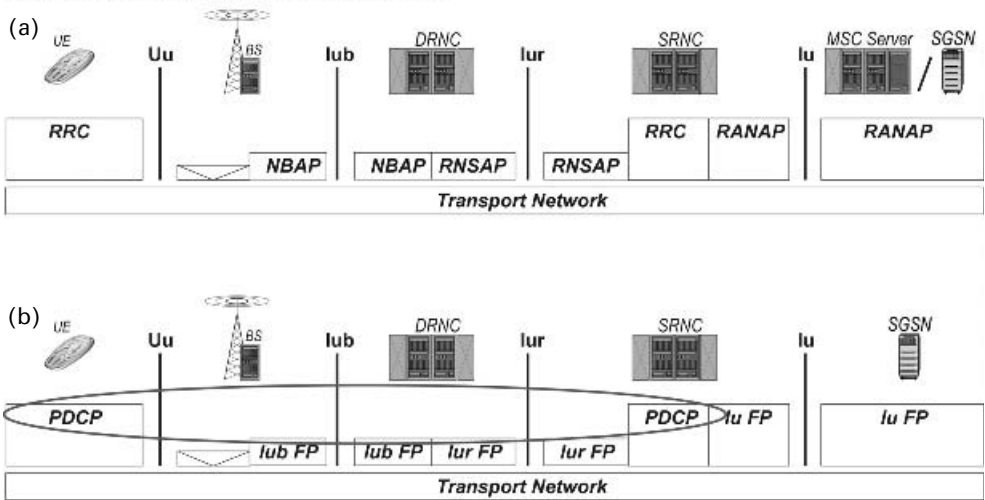 (a)
UE
Uu
BS
Iub
DRNC
Iur
SRNC
Iu
MSC Server
SGSN
RRC
NBAP
NBAP
RNSAP
RNSAP
RRC
RANAP
RANAP
Transport Network
(b)
UE
Uu
BS
Iub
DRNC
Iur
SRNC
Iu
SGSN
PDCP
Iub FP
Iub FP
Iur FP
Iur FP
PDCP
Iu FP
Iu FP
Transport Network